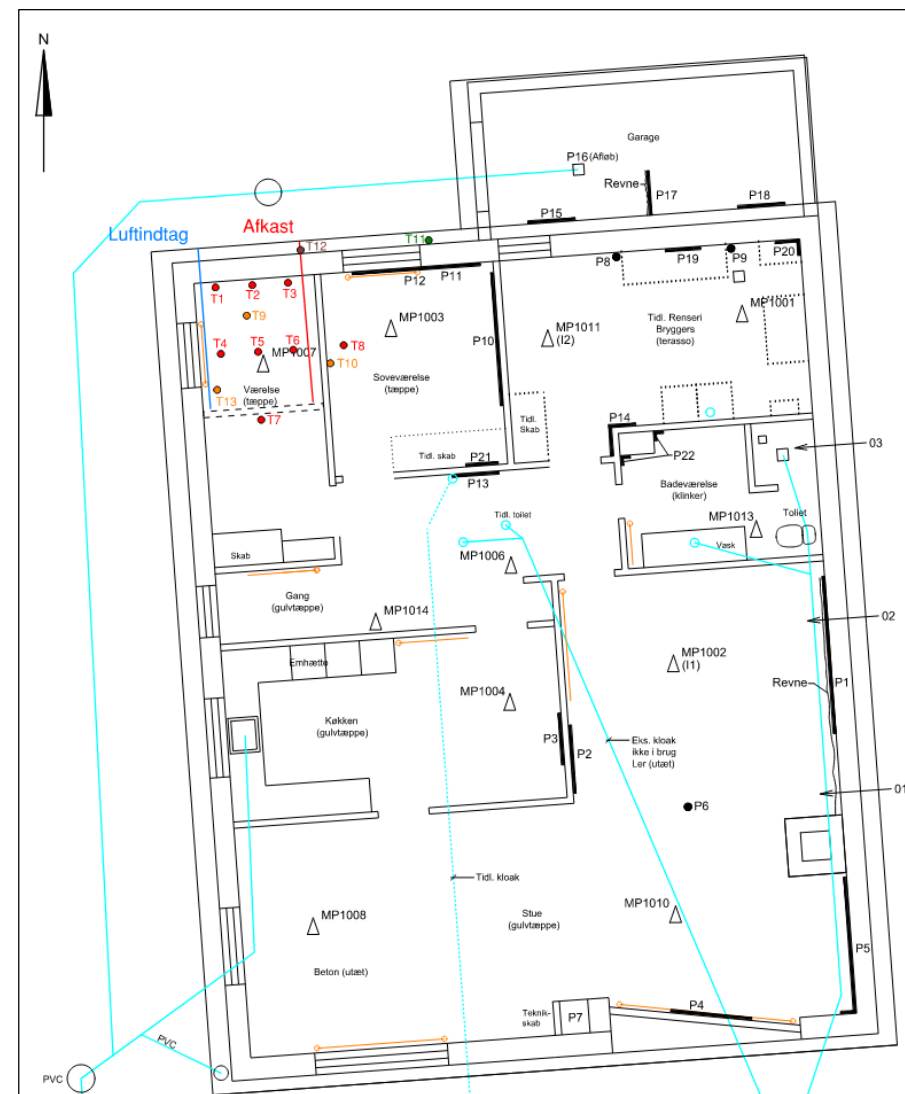 N
Garage
P16 (Afløb)
Revne
P17
P18
P15
Luftindtag
Afkast
T12
T11
P12
P11
P8
P19
P9
P20
T1
T2
T3
T9
T4
T5
T6
MP1007
T8
T10
Værelse
(tæppe)
T13
T7
MP1003
P10
Soveværelse
(tæppe)
MP1011
(I2)
Tidl. Renseri
Bryggers
(terasso)
MP1001
Tidl.
Skab
P14
Tidl. skab
P21
P13
P22
Badeværelse
(klinker)
03
Tidl. toilet
MP1013
Toliet
Vask
Skab
MP1006
Gang
(gulvtæppe)
MP1014
02
MP1002
(I1)
Emhætte
Revne
P1
MP1004
Køkken
(gulvtæppe)
P3
P2
Eks. kloak
ikke i brug
Ler (utæt)
01
P6
Tidl. kloak
MP1008
Stue
(gulvtæppe)
MP1010
P5
Beton (utæt)
P4
Teknik-
skab
P7
PVC
PVC